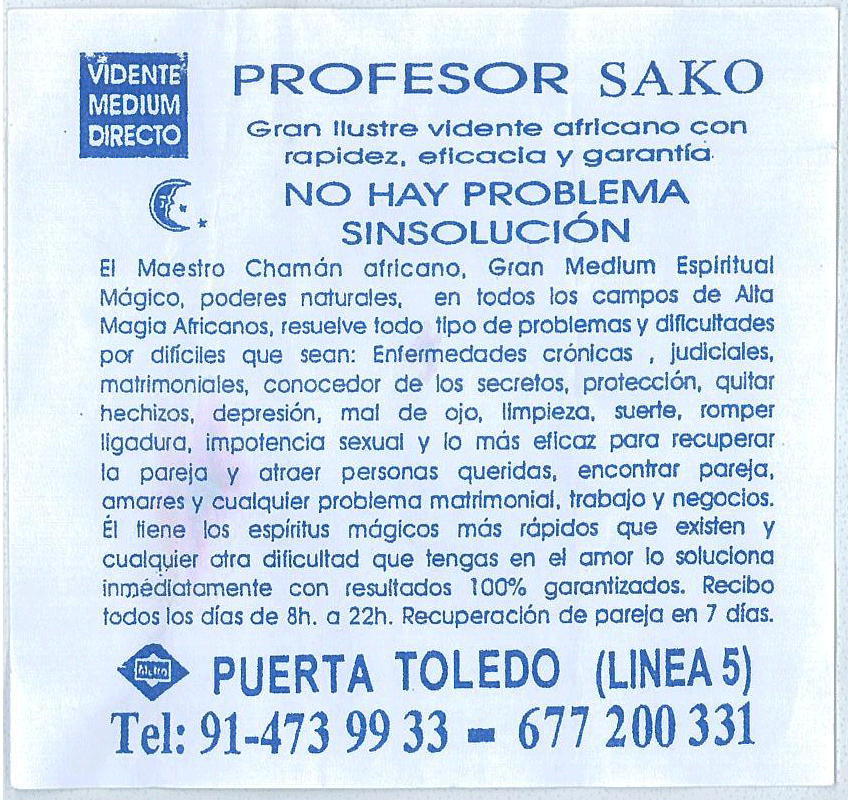 VIDENTE
MEDIUM
DIRECTO
PROFESOR SAKO
Gran Ilustre vidente africano con
rapidez, eficacia y garantía.
NO HAY PROBLEMA
SINSOLUCIÓN
El Maestro Chamán africano, Gran Medium Espiritual
Mágico, poderes naturales, en todos los campos de Alta
Magia Africanos, resuelve todo tipo de problemas y dificultades
por difíciles que sean: Enfermedades crónicas , judiciales,
matrimoniales, conocedor de los secretos, protección, quitar
hechizos, depresión, mal de ojo, limpieza, suerte, romper
ligadura, impotencia sexual y lo más eficaz para recuperar
la pareja y atraer personas queridas, encontrar pareja,
amarres y cualquier problema matrimonial, trabajo y negocios.
Él tiene los espíritus mágicos más rápidos que existen y
cualquier otra dificultad que tengas en el amor lo soluciona
inmédiatamente con resultados 100% garantizados. Recibo
todos los días de 8h. a 22h. Recuperación de pareja en 7 días.
Metro PUERTA TOLEDO (LINEA 5)
Tel: 91-473 99 33 - 677 200 331